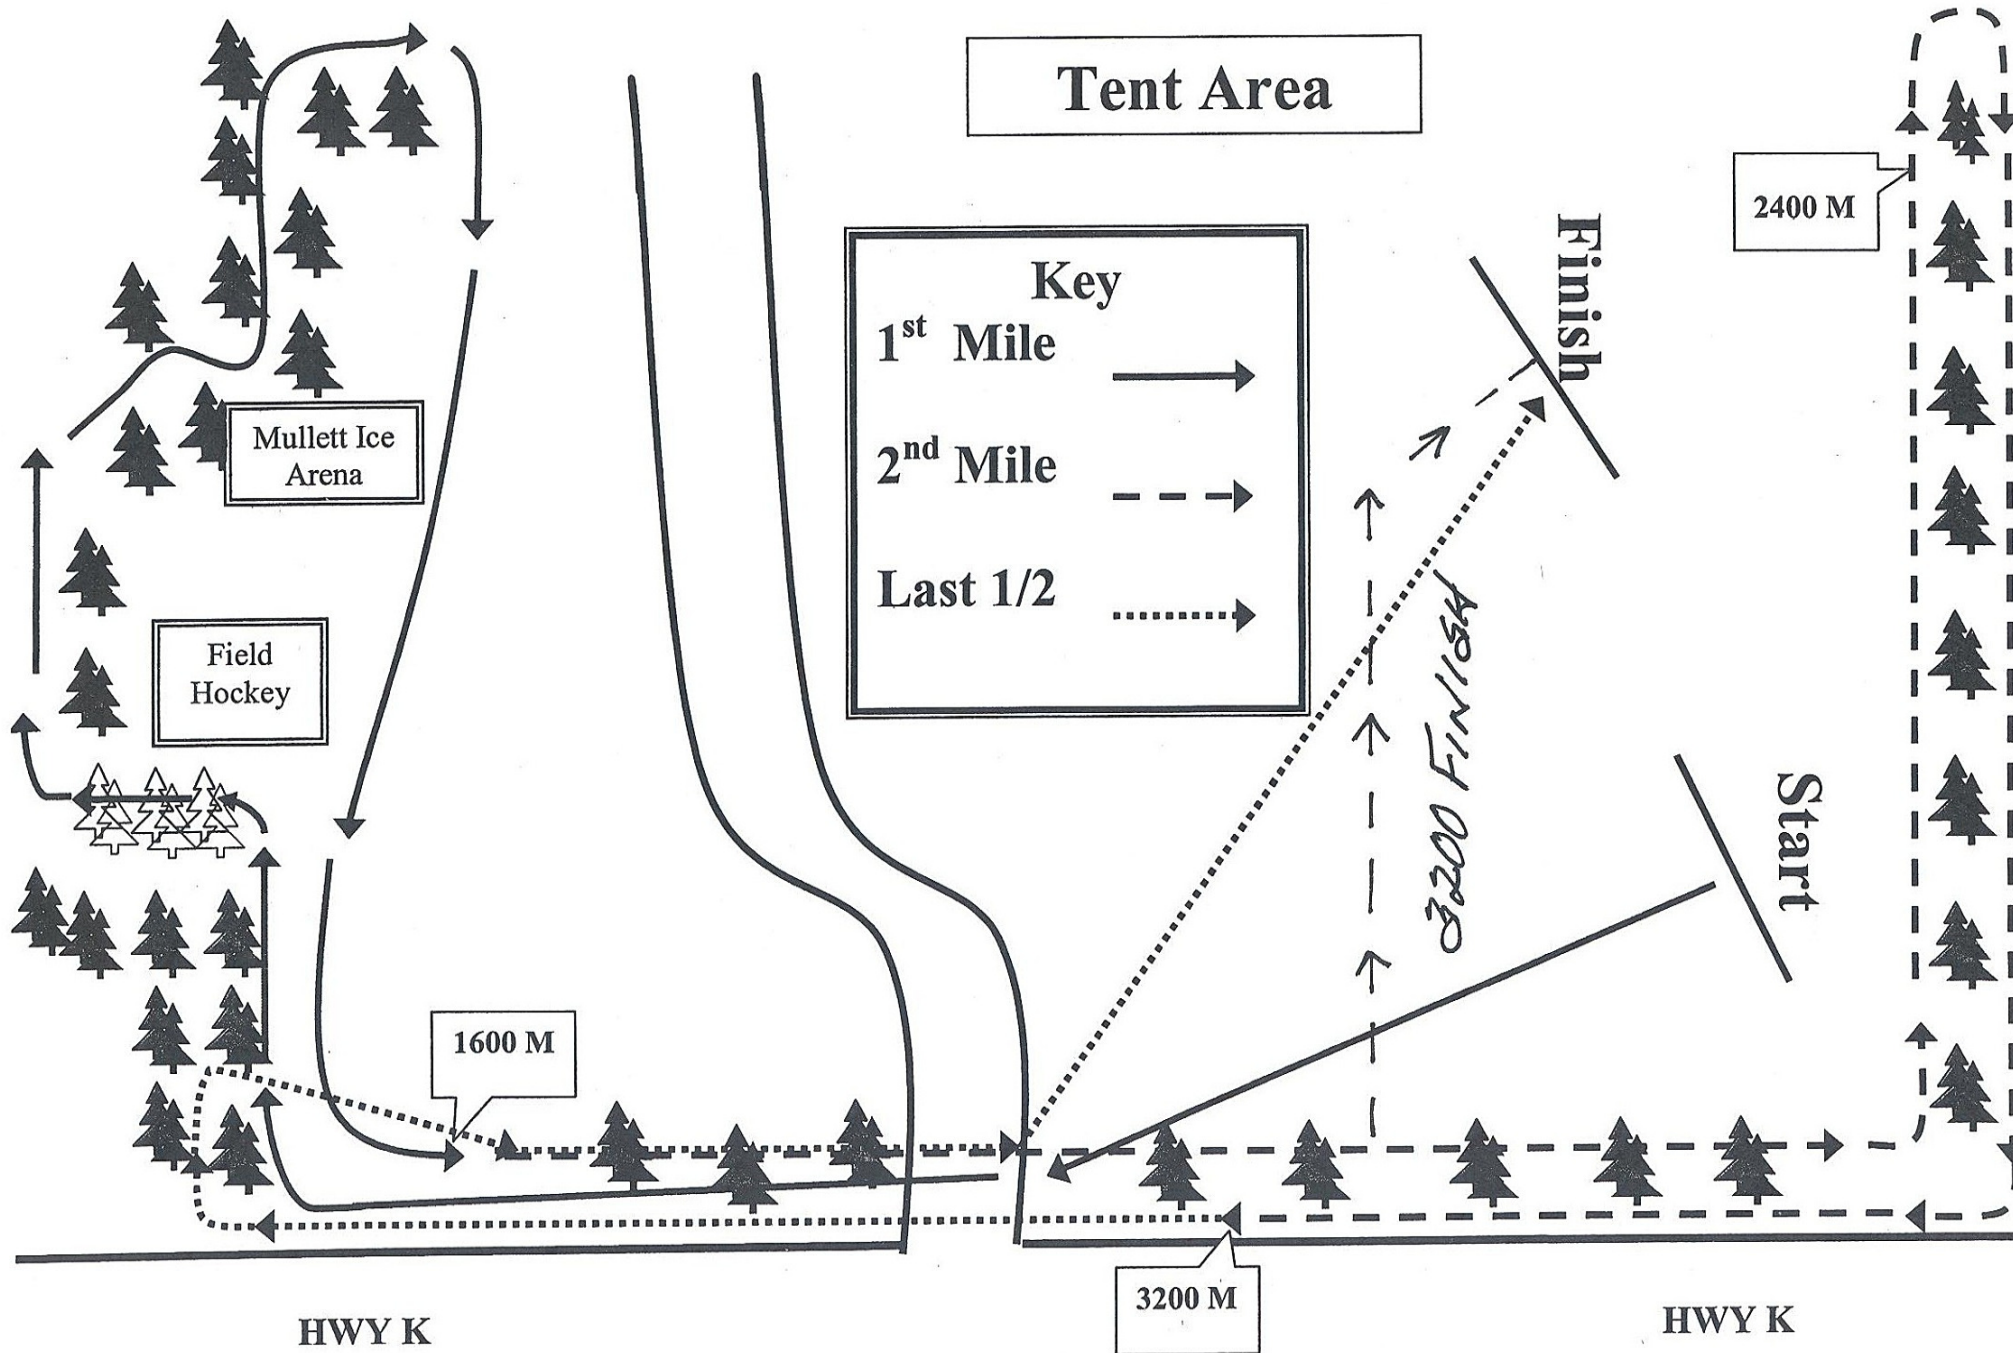 Tent Area
2400 M
Finish
Key
1st Mile
2nd Mile
Last 1/2
Mullett Ice
Arena
Field
Hockey
3200 FINISH
Start
1600 M
3200 M
HWY K
HWY K